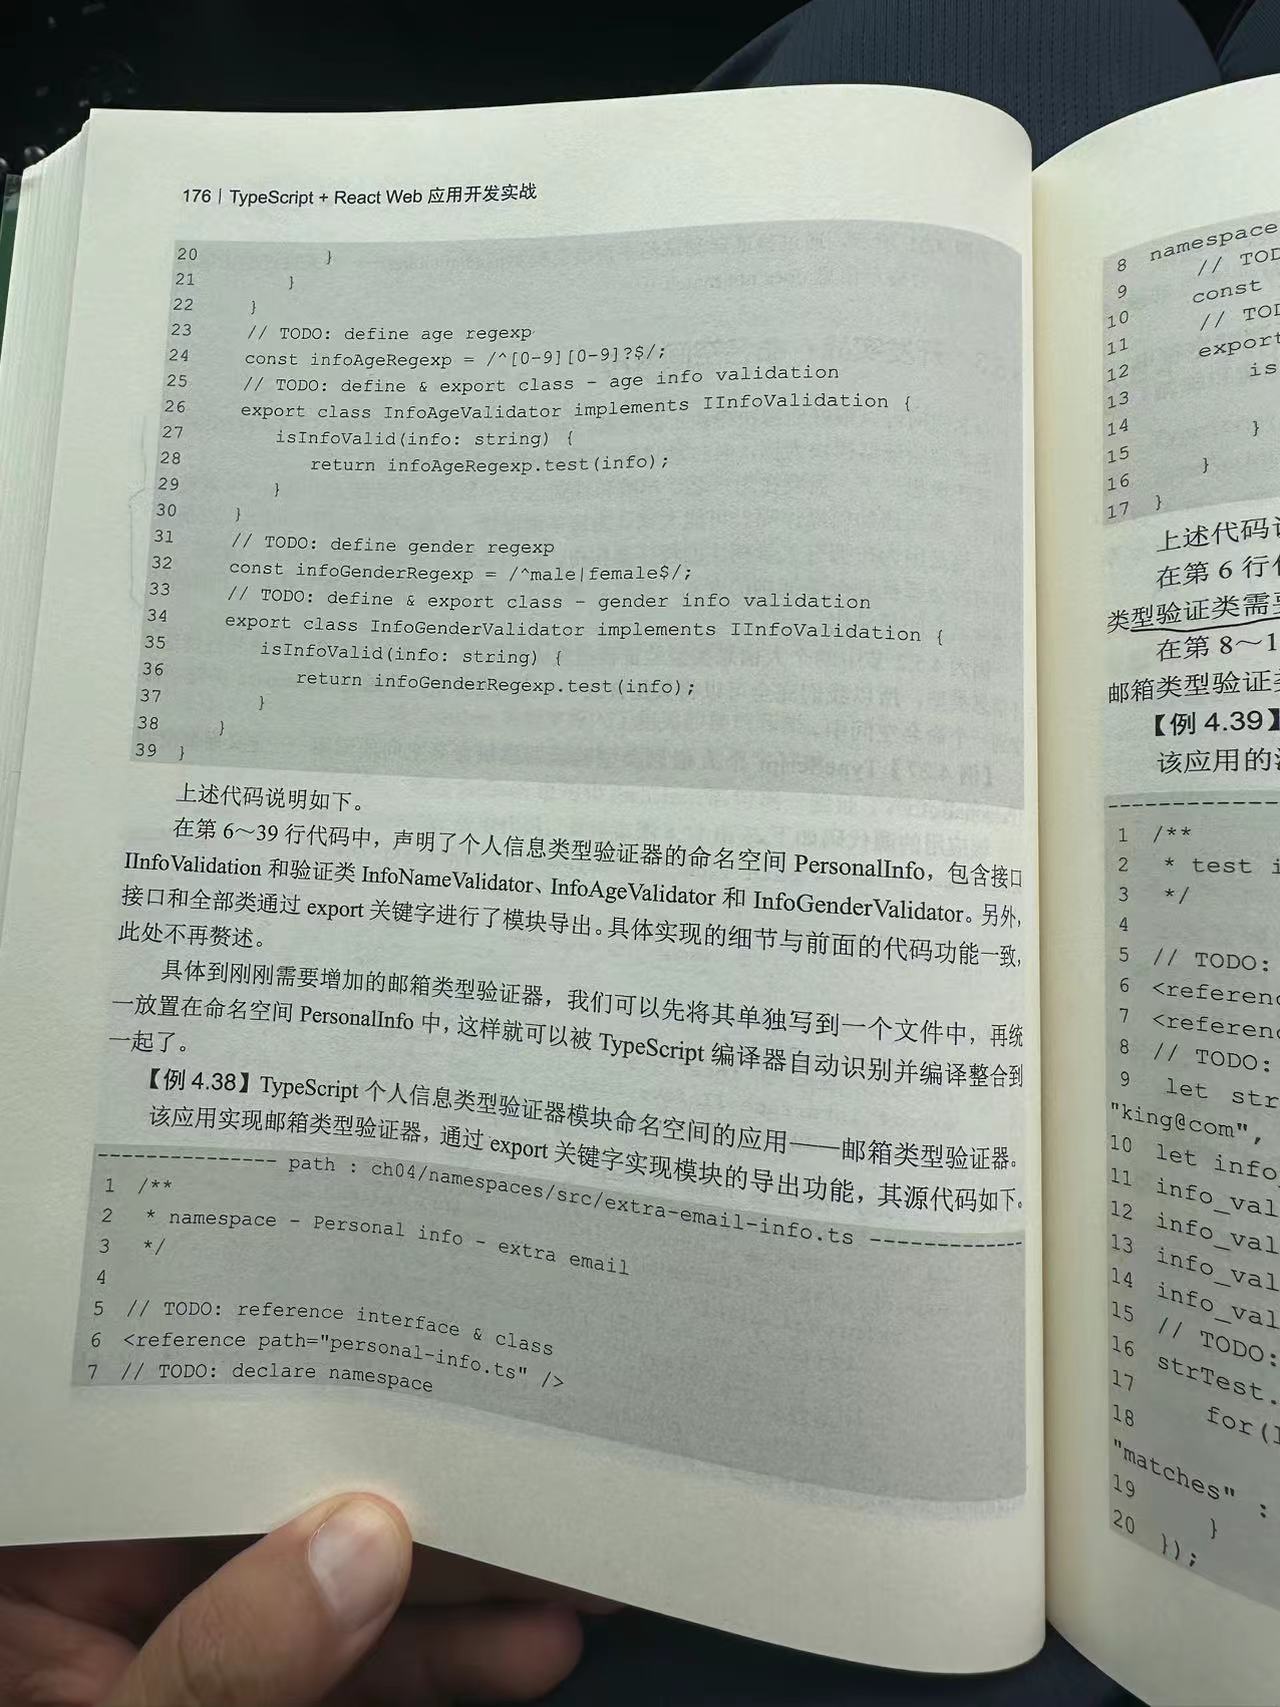 176 | TypeScript + React Web 应用开发实战
20 }
21 }
22 }
23 // TODO: define age regexp
24 const infoAgeRegexp = /^[0-9][0-9]?$/;
25 // TODO: define & export class - age info validation
26 export class InfoAgeValidator implements IInfoValidation {
27 isInfoValid(info: string) {
28 return infoAgeRegexp.test(info);
29 }
30 }
31 // TODO: define gender regexp
32 const infoGenderRegexp = /^male|female$/;
33 // TODO: define & export class - gender info validation
34 export class InfoGenderValidator implements IInfoValidation {
35 isInfoValid(info: string) {
36 return infoGenderRegexp.test(info);
37 }
38 }
39 }
上述代码说明如下。
在第 6～39 行代码中，声明了个人信息类型验证器的命名空间 PersonalInfo，包含接口
IInfoValidation 和验证类 InfoNameValidator、InfoAgeValidator 和 InfoGenderValidator。另外，
接口和全部类通过 export 关键字进行了模块导出。具体实现的细节与前面的代码功能一致，
此处不再赘述。
具体到刚刚需要增加的邮箱类型验证器，我们可以先将其单独写到一个文件中，再统
一放置在命名空间 PersonalInfo 中，这样就可以被 TypeScript 编译器自动识别并编译整合到
一起了。
【例 4.38】TypeScript 个人信息类型验证器模块命名空间的应用——邮箱类型验证器。
该应用实现邮箱类型验证器，通过 export 关键字实现模块的导出功能，其源代码如下。
---------------- path : ch04/namespaces/src/extra-email-info.ts --------------
1 /**
2 * namespace - Personal info - extra email
3 */
4
5 // TODO: reference interface & class
6 <reference path="personal-info.ts" />
7 // TODO: declare namespace
8 namespace
9 // TOD
10 const
11 // TOD
12 export
13 is
14
15 }
16 }
17 }
上述代码
在第 6 行
类型验证类需
在第 8～1
邮箱类型验证
【例 4.39】
该应用的
1 /**
2 * test i
3 */
4
5 // TODO:
6 <referenc
7 <referenc
8 // TODO:
9 let str
"king@com",
10 let info
11 info_val
12 info_val
13 info_val
14 info_val
15 // TODO:
16 strTest.
17 for(l
18
"matches" :
19 }
20 });